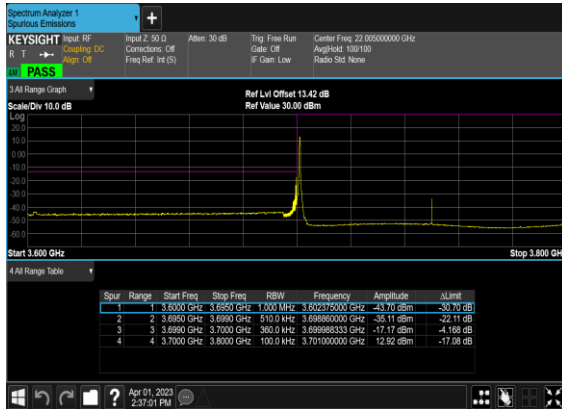 Spectrum Analyzer 1
Spurious Emissions
+
KEYSIGHT Input: RF
R T Coupling: DC
Align: Off
Input Z: 50 Ω
Corrections: Off
Freq Ref: Int (S)
Atten: 30 dB
Trig: Free Run
Gate: Off
IF Gain: Low
Center Freq: 22.005000000 GHz
Avg|Hold: 100/100
Radio Std: None
PASS
3 All Range Graph
Scale/Div 10.0 dB
Ref Lvl Offset 13.42 dB
Ref Value 30.00 dBm
Log
20.0
10.0
0.00
-10.0
-20.0
-30.0
-40.0
-50.0
-60.0
Start 3.600 GHz
Stop 3.800 GH
4 All Range Table
Spur Range Start Freq Stop Freq RBW Frequency Amplitude ΔLimit
1 1 3.6000 GHz 3.6950 GHz 1.000 MHz 3.602375000 GHz -43.70 dBm -30.70 dB
2 2 3.6950 GHz 3.6990 GHz 510.0 kHz 3.698860000 GHz -35.11 dBm -22.11 dB
3 3 3.6990 GHz 3.7000 GHz 360.0 kHz 3.699988333 GHz -17.17 dBm -4.168 dB
4 4 3.7000 GHz 3.8000 GHz 100.0 kHz 3.701000000 GHz 12.92 dBm -17.08 dB
?
Apr 01, 2023
2:37:01 PM